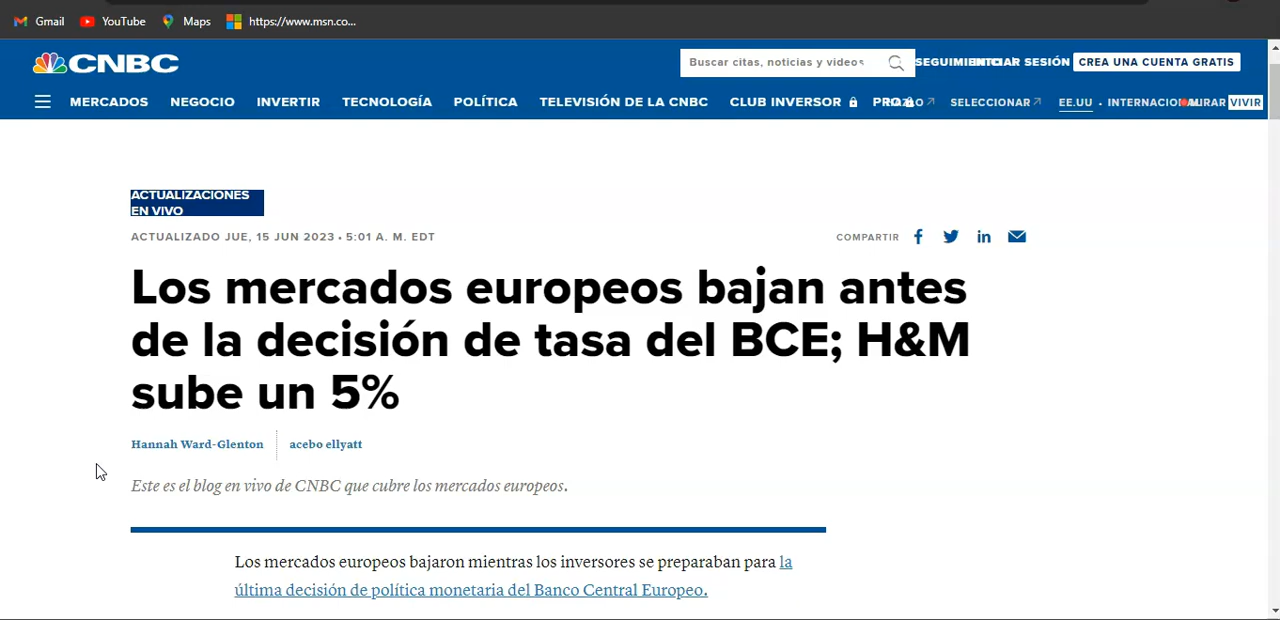 Gmail YouTube Maps https://www.msn.co...
CNBC Buscar citas, noticias y videos INICIAR SESIÓN CREA UNA CUENTA GRATIS
MERCADOS NEGOCIO INVERTIR TECNOLOGÍA POLÍTICA TELEVISIÓN DE LA CNBC CLUB INVERSOR PRO SELECCIONAR EE.UU · INTERNACIONAL MIRAR VIVIR
ACTUALIZACIONES
EN VIVO
ACTUALIZADO JUE, 15 JUN 2023 • 5:01 A. M. EDT
COMPARTIR
Los mercados europeos bajan antes
de la decisión de tasa del BCE; H&M
sube un 5%
Hannah Ward-Glenton acebo ellyatt
Este es el blog en vivo de CNBC que cubre los mercados europeos.
Los mercados europeos bajaron mientras los inversores se preparaban para la
última decisión de política monetaria del Banco Central Europeo.